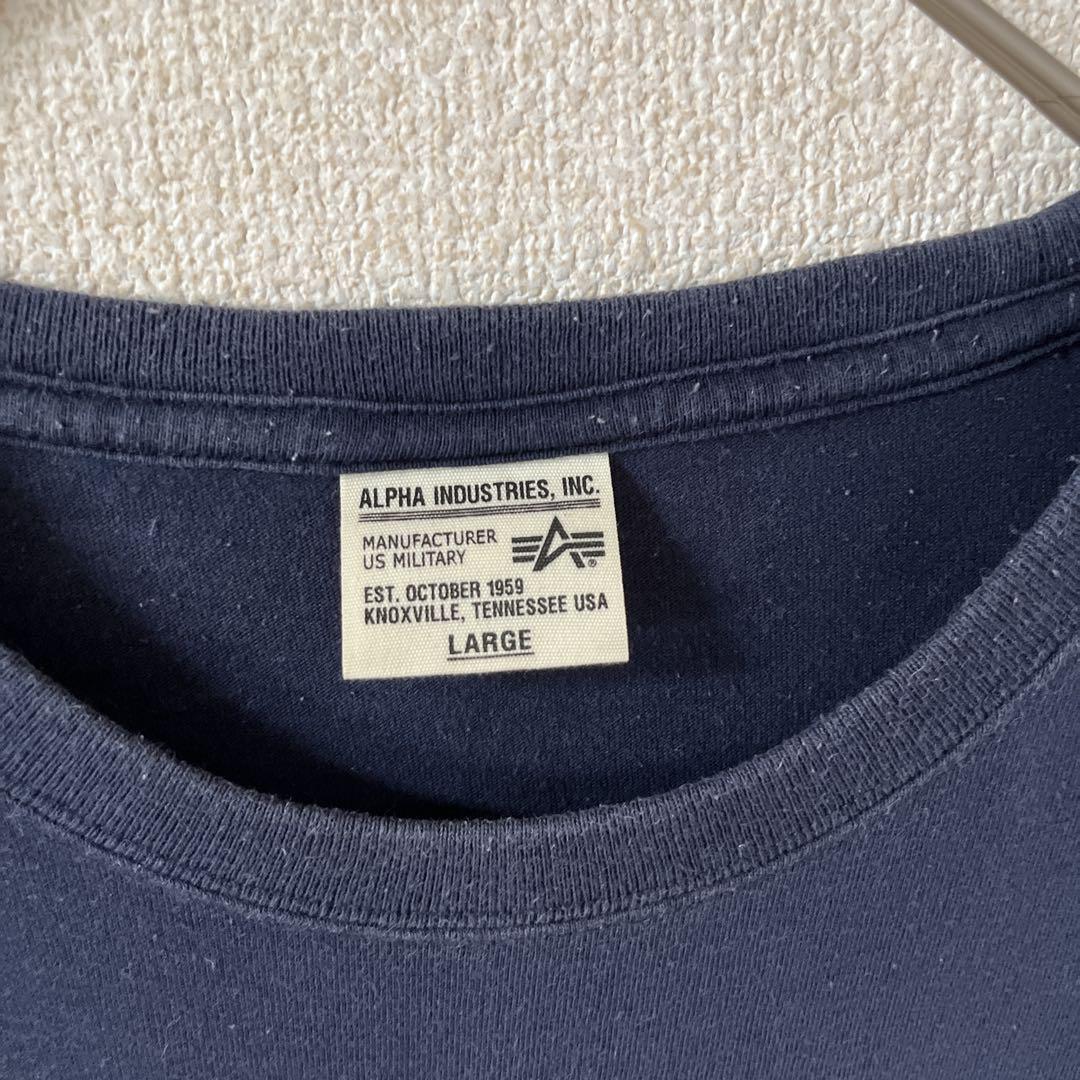 ALPHA INDUSTRIES, INC.
MANUFACTURER
US MILITARY
®
EST. OCTOBER 1959
KNOXVILLE, TENNESSEE USA
LARGE